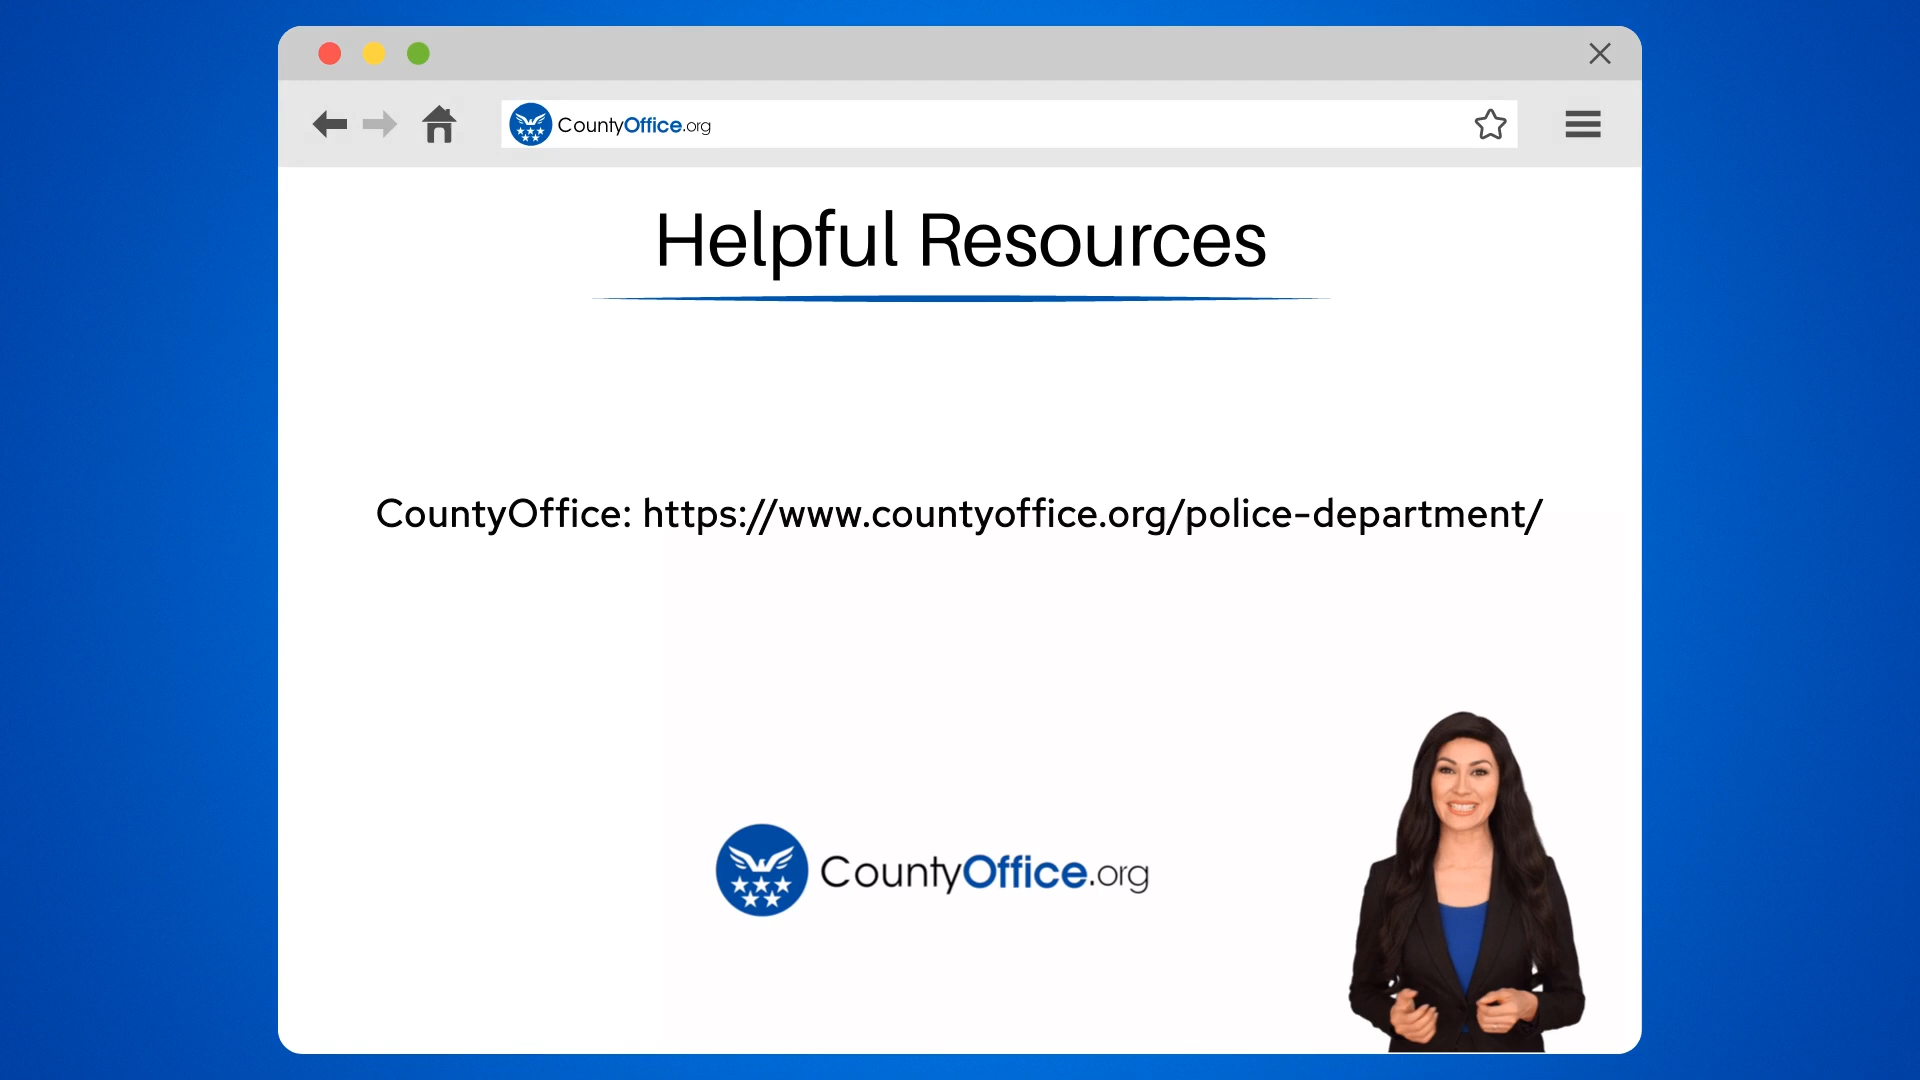 CountyOffice.org
Helpful Resources
CountyOffice: https://www.countyoffice.org/police-department/
CountyOffice.org